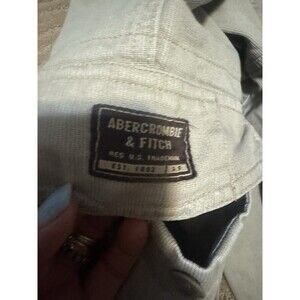 ABERCROMBIE
& FITCH
REG U.S. TRADEMARK
EST. 1892